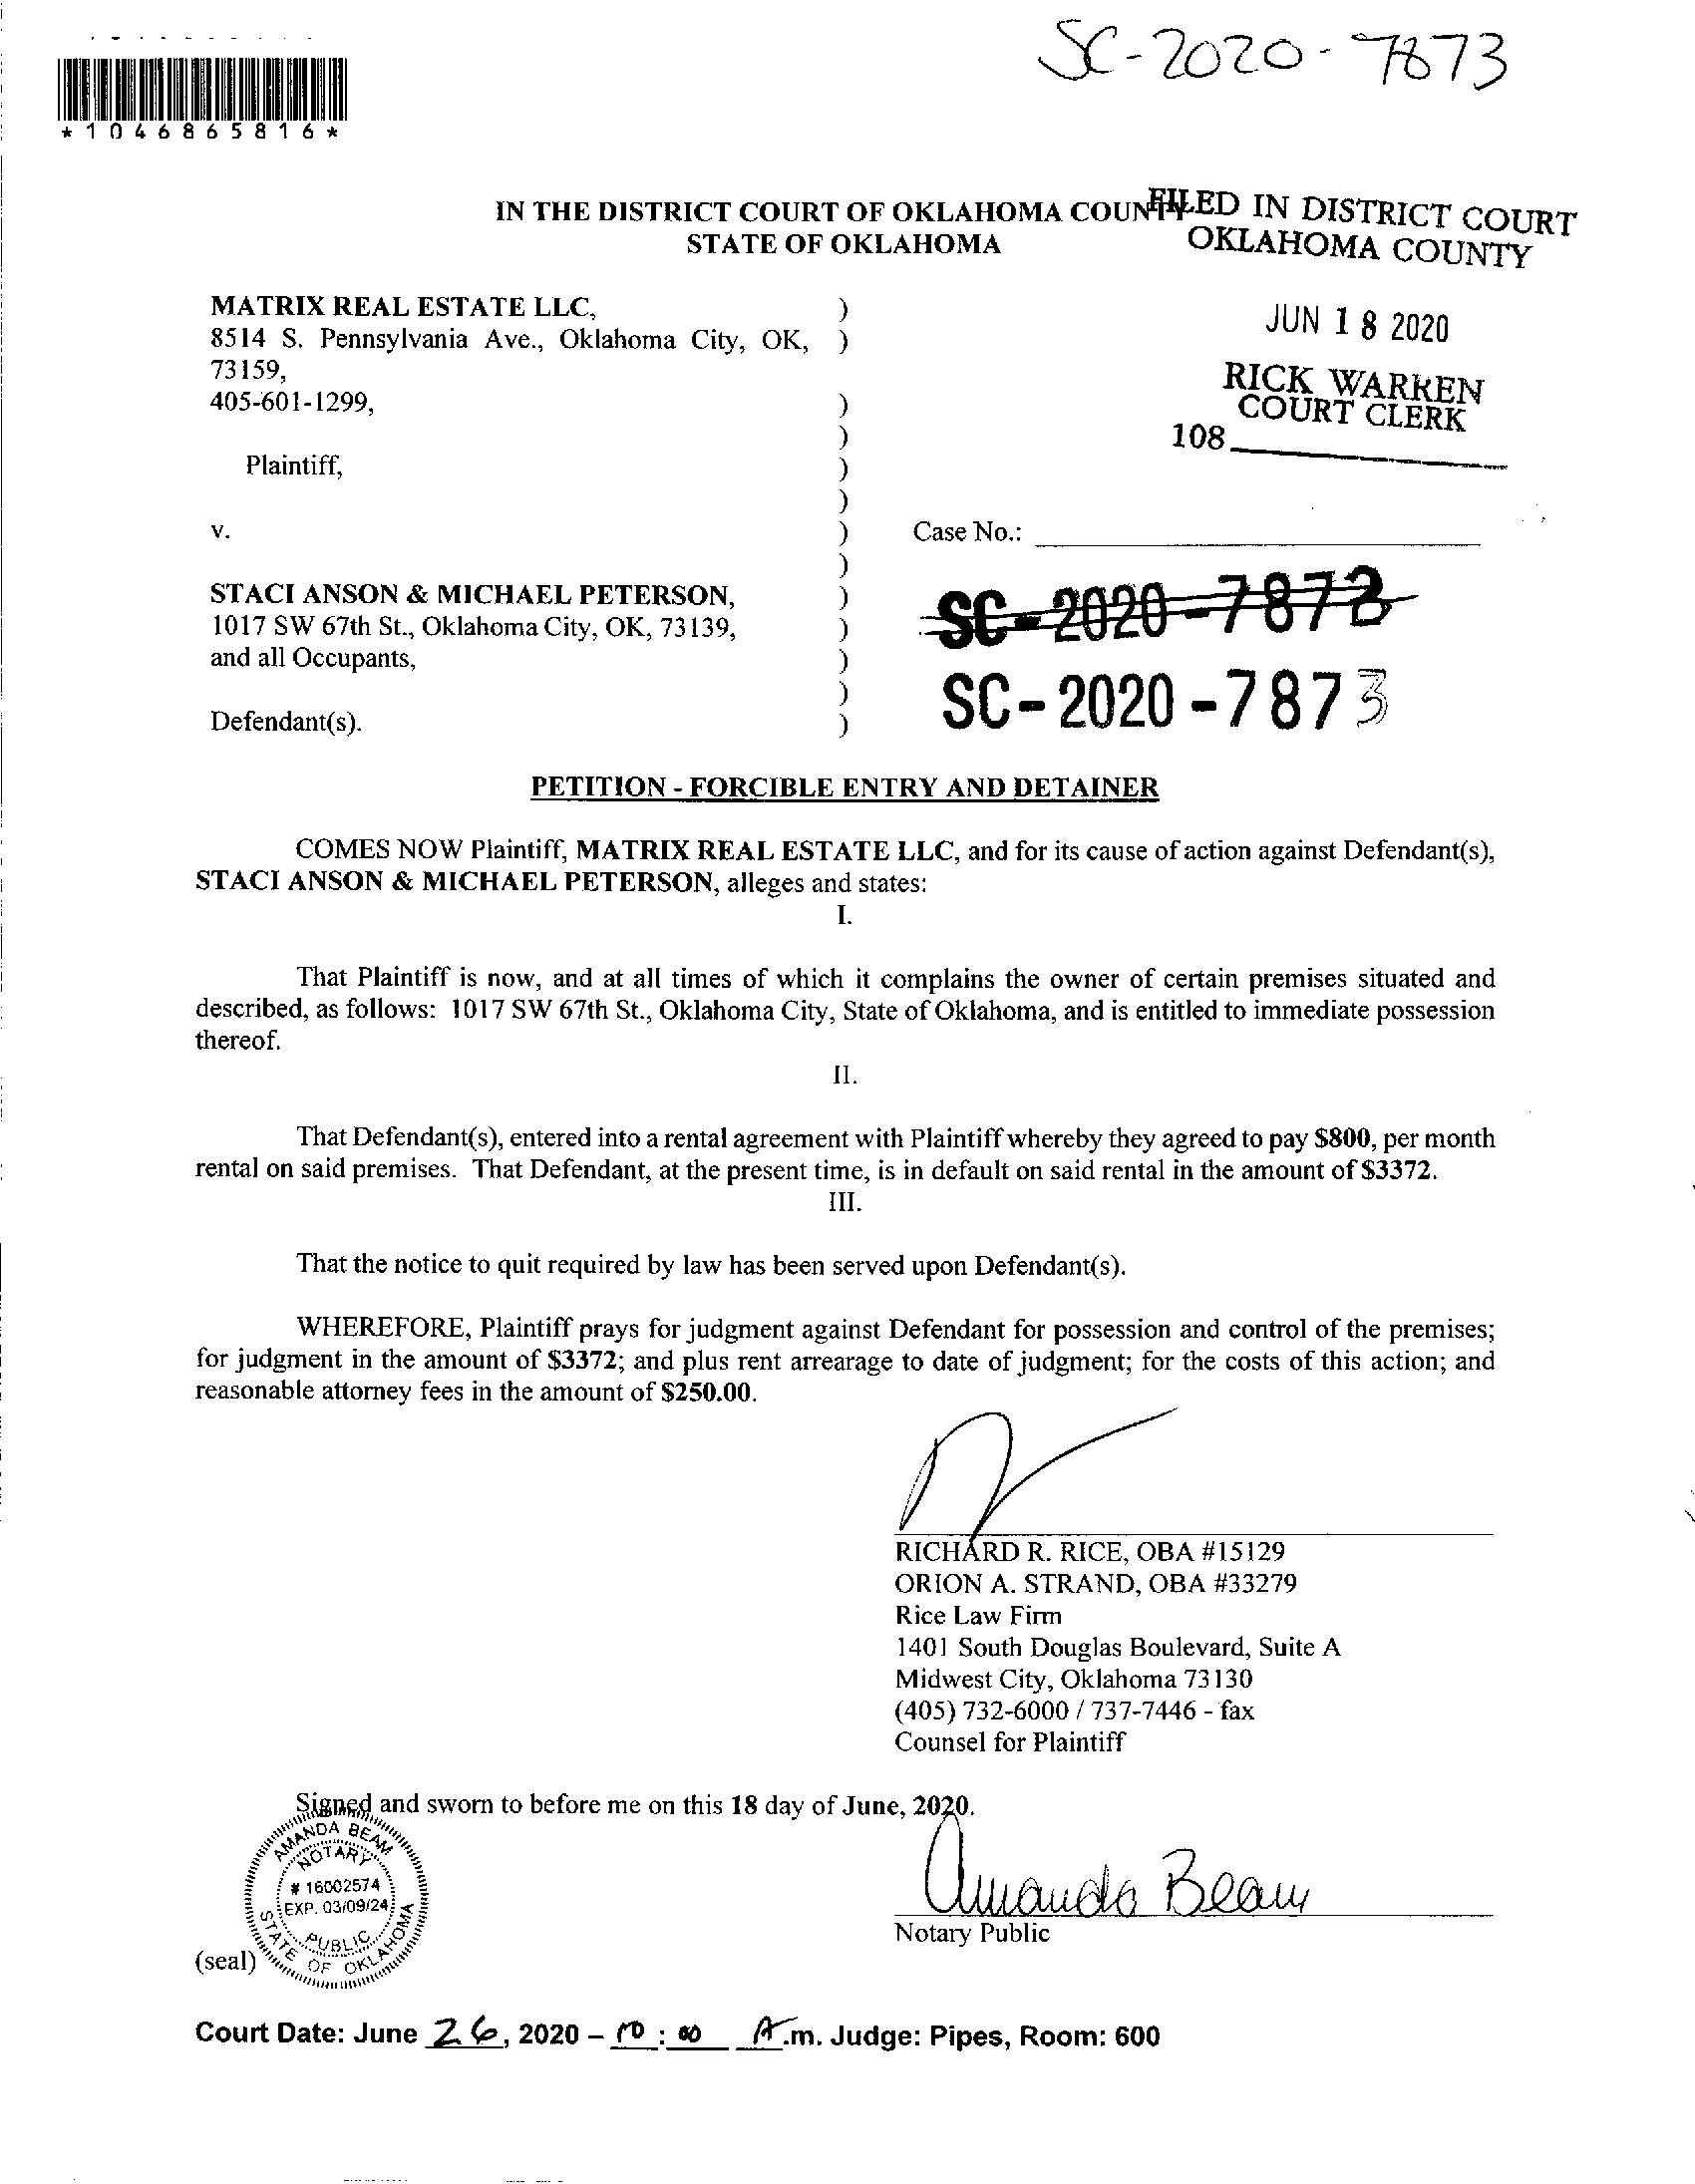 SC-2020-7873
*1046865816*
IN THE DISTRICT COURT OF OKLAHOMA COUNTY
STATE OF OKLAHOMA
FILED IN DISTRICT COURT
OKLAHOMA COUNTY
JUN 18 2020
RICK WARREN
COURT CLERK
108
MATRIX REAL ESTATE LLC, )
8514 S. Pennsylvania Ave., Oklahoma City, OK, )
73159,
405-601-1299, )
)
Plaintiff, )
)
v. ) Case No.:
)
STACI ANSON & MICHAEL PETERSON, )
1017 SW 67th St., Oklahoma City, OK, 73139, )
and all Occupants, )
)
Defendant(s). )
SC-2020-7872
SC-2020-7873
PETITION - FORCIBLE ENTRY AND DETAINER
COMES NOW Plaintiff, MATRIX REAL ESTATE LLC, and for its cause of action against Defendant(s),
STACI ANSON & MICHAEL PETERSON, alleges and states:
I.
That Plaintiff is now, and at all times of which it complains the owner of certain premises situated and
described, as follows: 1017 SW 67th St., Oklahoma City, State of Oklahoma, and is entitled to immediate possession
thereof.
II.
That Defendant(s), entered into a rental agreement with Plaintiff whereby they agreed to pay $800, per month
rental on said premises. That Defendant, at the present time, is in default on said rental in the amount of $3372.
III.
That the notice to quit required by law has been served upon Defendant(s).
WHEREFORE, Plaintiff prays for judgment against Defendant for possession and control of the premises;
for judgment in the amount of $3372; and plus rent arrearage to date of judgment; for the costs of this action; and
reasonable attorney fees in the amount of $250.00.
RICHARD R. RICE, OBA #15129
ORION A. STRAND, OBA #33279
Rice Law Firm
1401 South Douglas Boulevard, Suite A
Midwest City, Oklahoma 73130
(405) 732-6000 / 737-7446 - fax
Counsel for Plaintiff
Signed and sworn to before me on this 18 day of June, 2020.
AMANDA BEAM
NOTARY
# 16002574
EXP. 03/09/24
PUBLIC
STATE OF OKLAHOMA
Amanda Beam
Notary Public
(seal)
Court Date: June 26, 2020 – 10:00 A.m. Judge: Pipes, Room: 600